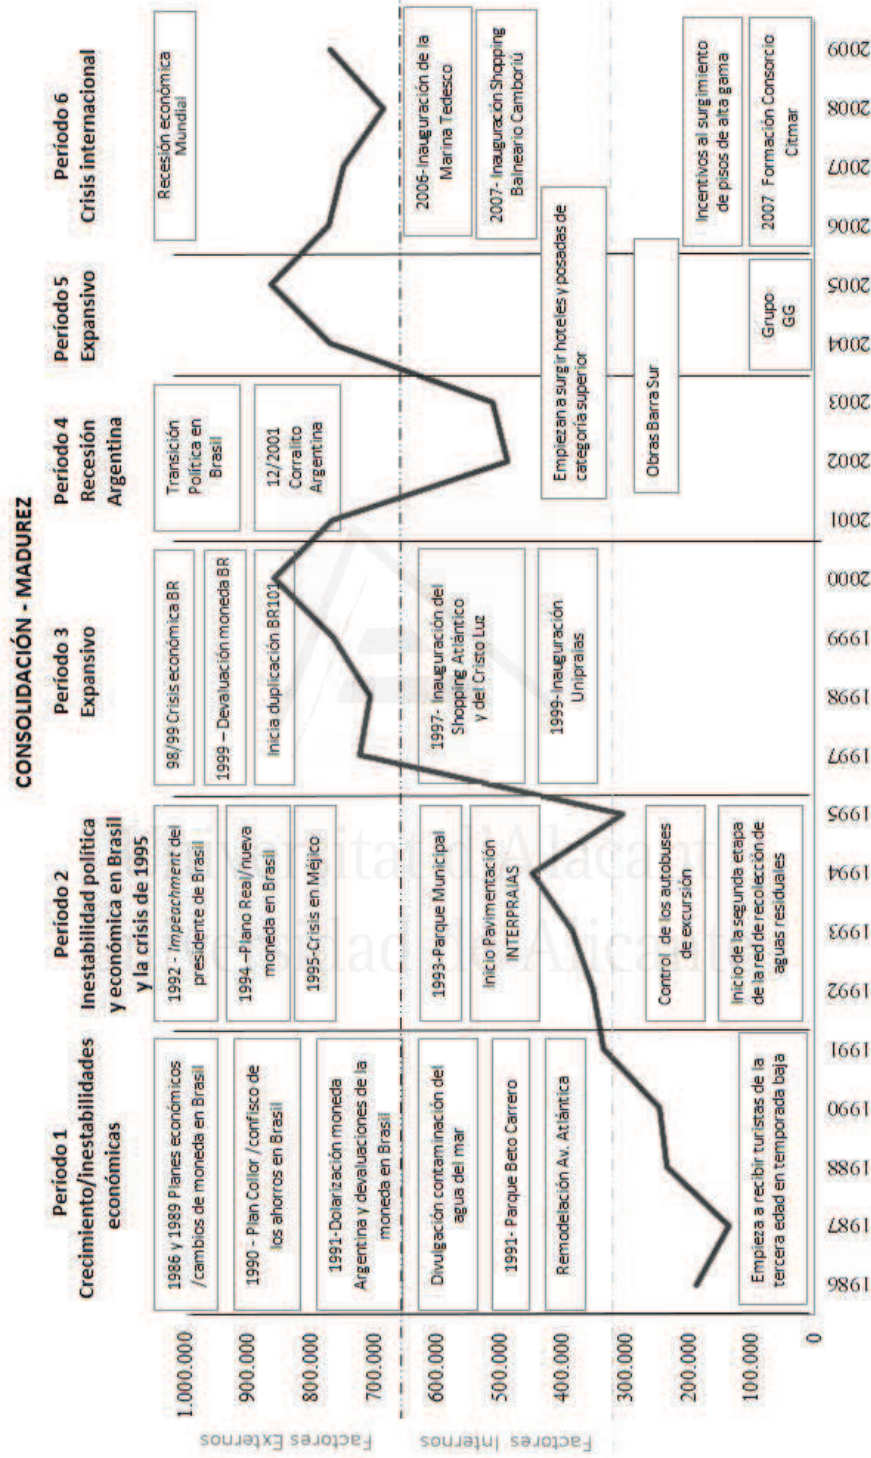 CONSOLIDACIÓN - MADUREZ
Período 1
Crecimiento/inestabilidades
económicas
Período 2
Inestabilidad política
y económica en Brasil
y la crisis de 1995
Período 3
Expansivo
Período 4
Recesión
Argentina
Período 5
Expansivo
Período 6
Crisis internacional
1986 y 1989 Planes económicos
/cambios de moneda en Brasil
1990 - Plan Collor /confisco de
los ahorros en Brasil
1991-Dolarización moneda
Argentina y devaluaciones de la
moneda en Brasil
1992 - Impeachment del
presidente de Brasil
1994 –Plano Real/nueva
moneda en Brasil
1995-Crisis en Méjico
98/99 Crisis económica BR
1999 – Devaluación moneda BR
Inicia duplicación BR101
Transición
Política en
Brasil
12/2001
Corralito
Argentina
Recesión económica
Mundial
Divulgación contaminación del
agua del mar
1991- Parque Beto Carrero
Remodelación Av. Atlántica
Empieza a recibir turistas de la
tercera edad en temporada baja
1993-Parque Municipal
Inicio Pavimentación
INTERPRAIAS
Control de los autobuses
de excursión
Inicio de la segunda etapa
de la red de recolección de
aguas residuales
1997- Inauguración del
Shopping Atlántico
y del Cristo Luz
1999-Inauguración
Unipraias
Empiezan a surgir hoteles y posadas de
categoría superior
Obras Barra Sur
Grupo
GG
2006-Inauguración de la
Marina Tedesco
2007- Inauguración Shopping
Balneario Camboriú
Incentivos al surgimiento
de pisos de alta gama
2007 Formación Consorcio
Citmar
Factores Externos
Factores Internos
1.000.000
900.000
800.000
700.000
600.000
500.000
400.000
300.000
200.000
100.000
0
1986
1987
1988
1990
1991
1992
1993
1994
1995
1997
1998
1999
2000
2001
2002
2003
2004
2005
2006
2007
2008
2009
Universitat d'Alacant
Universidad de Alicante